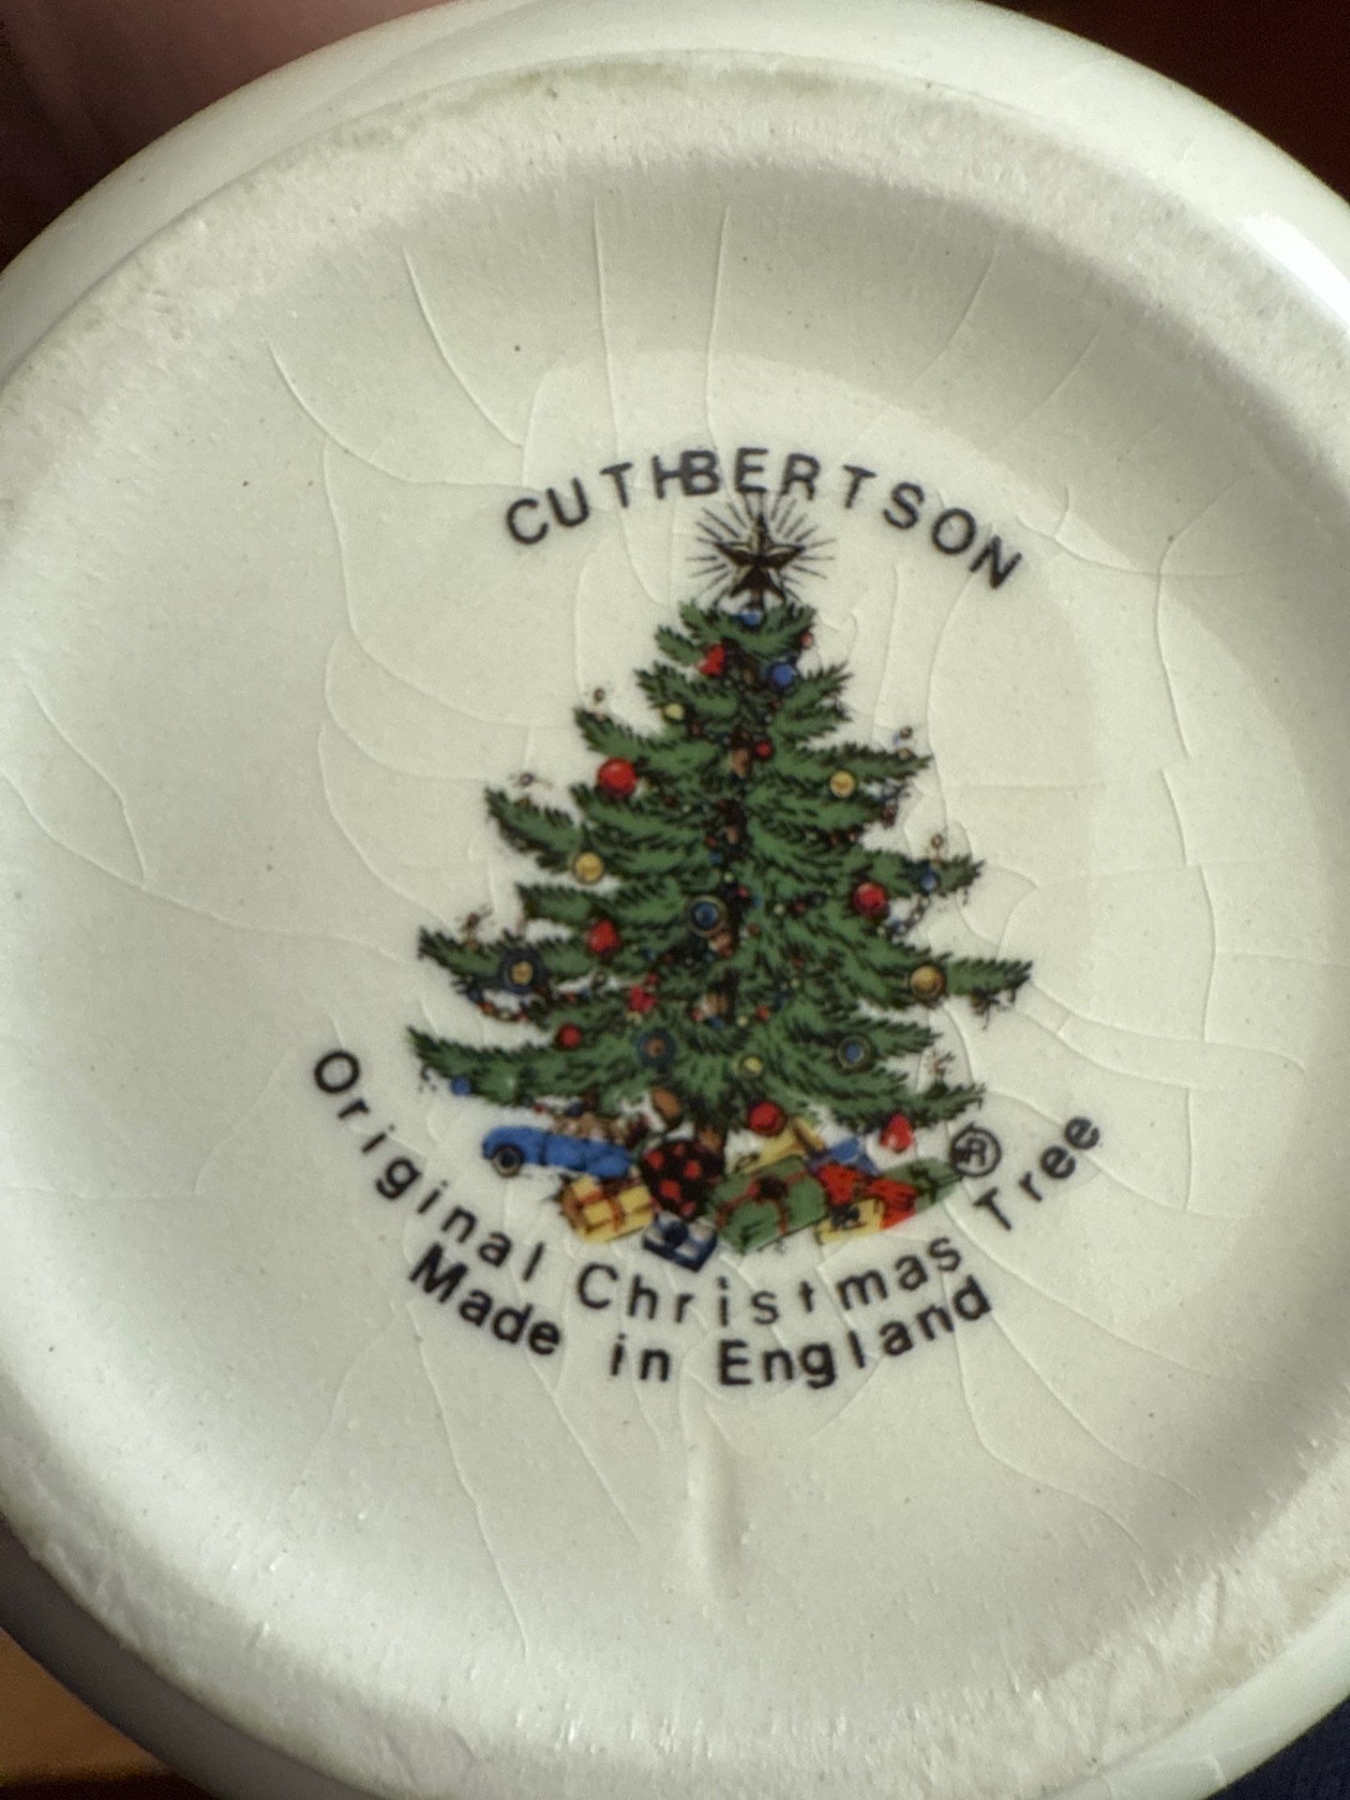 CUTHBERTSON
®
Original Christmas Tree
Made in England